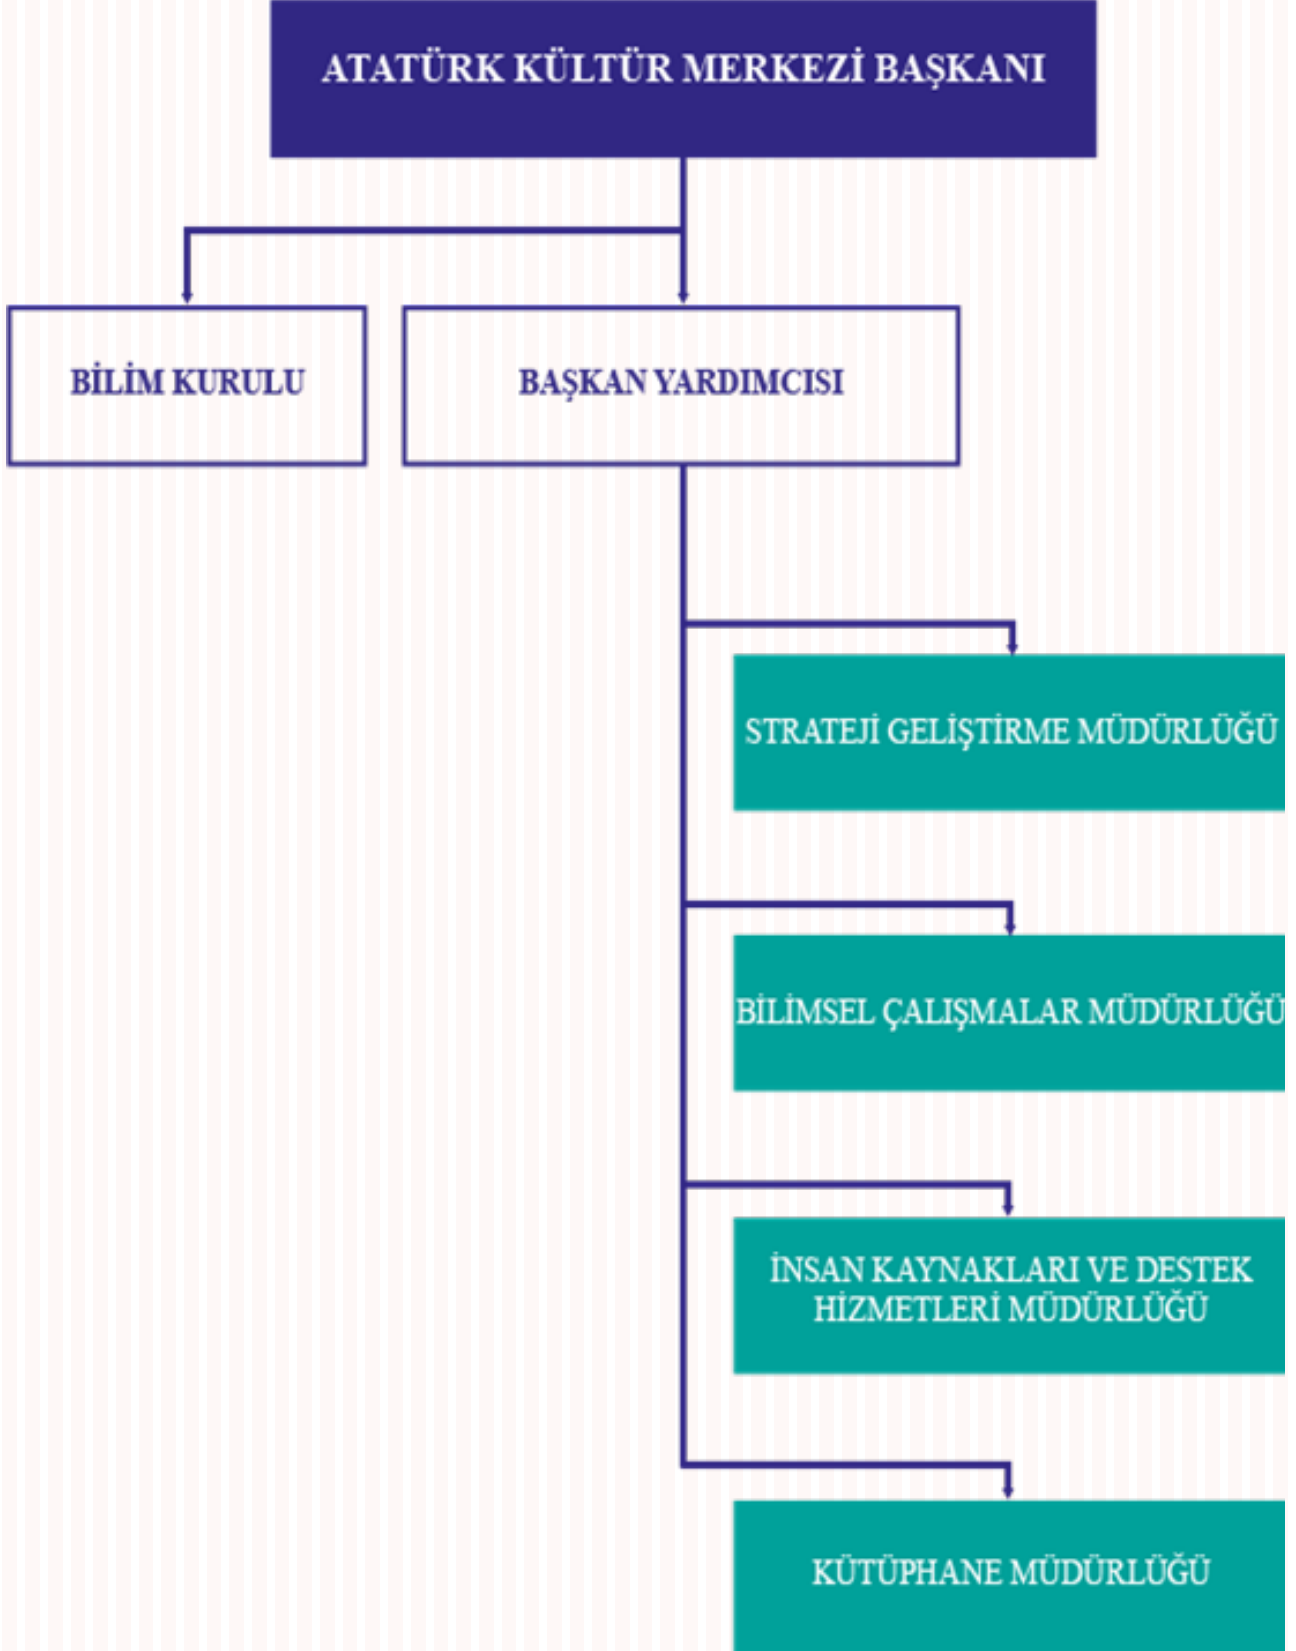 ATATÜRK KÜLTÜR MERKEZİ BAŞKANI
BİLİM KURULU
BAŞKAN YARDIMCISI
STRATEJİ GELİŞTİRME MÜDÜRLÜĞÜ
BİLİMSEL ÇALIŞMALAR MÜDÜRLÜĞÜ
İNSAN KAYNAKLARI VE DESTEK
HİZMETLERİ MÜDÜRLÜĞÜ
KÜTÜPHANE MÜDÜRLÜĞÜ